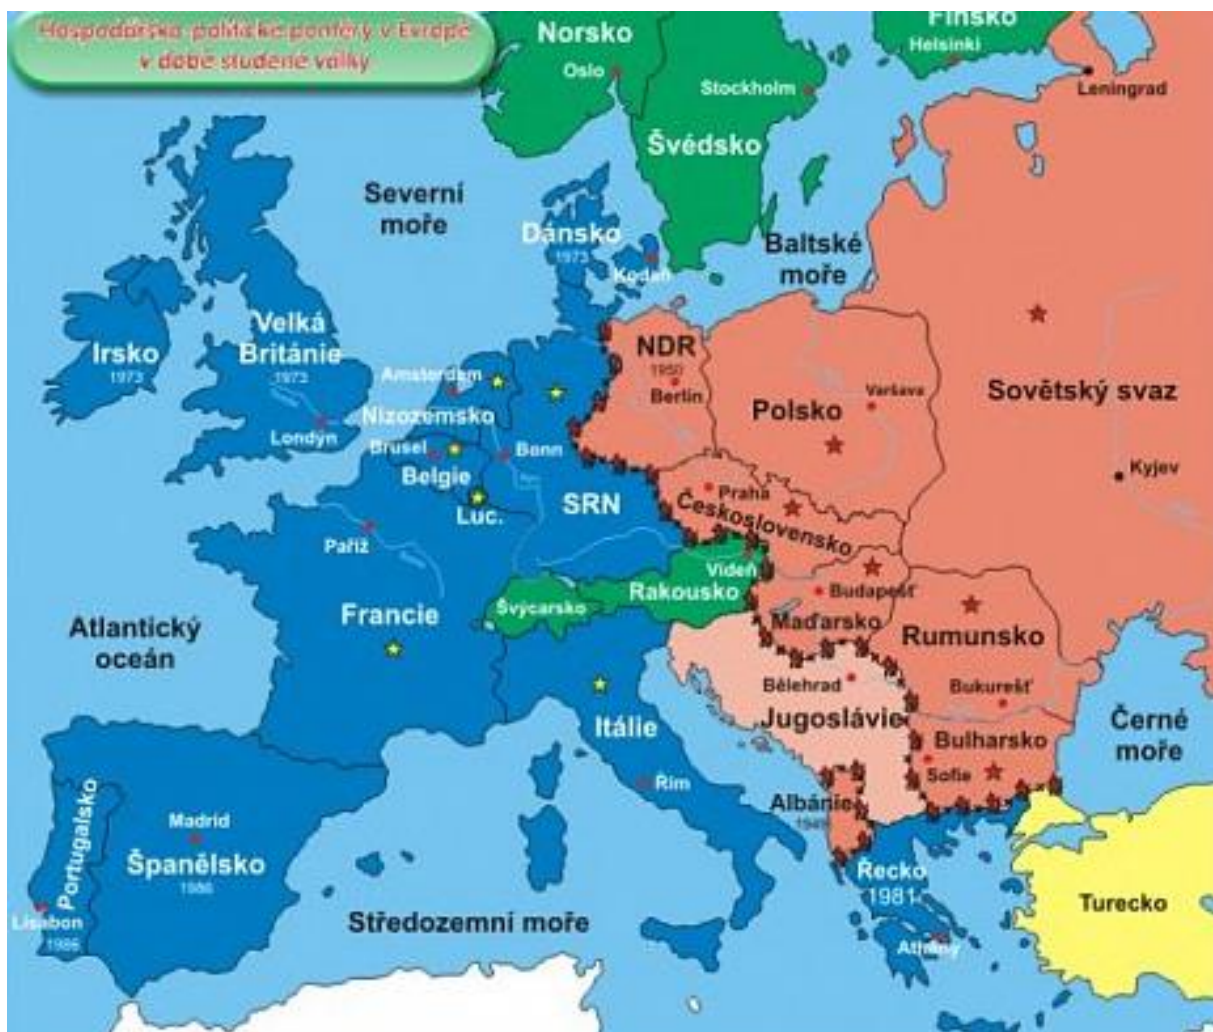 Hospodářsko-politické poměry v Evropě
v době studené války
Norsko
Oslo
Finsko
Helsinki
Stockholm
Leningrad
Švédsko
Severní
moře
Dánsko
1973
Kodaň
Baltské
moře
Velká
Británie
1973
Irsko
1973
Londýn
Amsterdam
Nizozemsko
Brusel
Belgie
Bonn
Luc.
SRN
NDR
1950
Berlín
Polsko
Varšava
Sovětský svaz
Kyjev
Praha
Československo
Paříž
Vídeň
Rakousko
Švýcarsko
Budapešť
Maďarsko
Rumunsko
Francie
Atlantický
oceán
Bělehrad
Bukurešť
Jugoslávie
Itálie
Černé
moře
Bulharsko
Sofie
Řím
Albánie
1949
Portugalsko
Madrid
Španělsko
1986
Lisabon
1986
Řecko
1981
Turecko
Středozemní moře
Athény